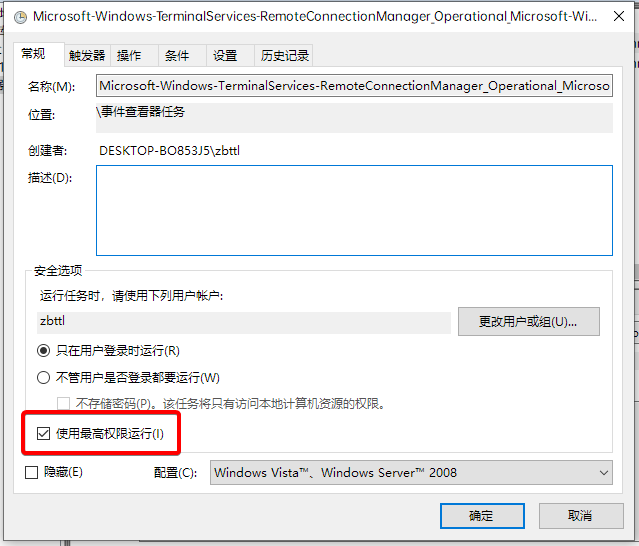 Microsoft-Windows-TerminalServices-RemoteConnectionManager_Operational_Microsoft-Wi...
常规 触发器 操作 条件 设置 历史记录
名称(M): Microsoft-Windows-TerminalServices-RemoteConnectionManager_Operational_Microso
位置: \事件查看器任务
创建者: DESKTOP-BO853J5\zbttl
描述(D):
安全选项
运行任务时，请使用下列用户帐户:
zbttl 更改用户或组(U)...
只在用户登录时运行(R)
不管用户是否登录都要运行(W)
不存储密码(P)。该任务将只有访问本地计算机资源的权限。
使用最高权限运行(I)
隐藏(E) 配置(C): Windows Vista™、Windows Server™ 2008
确定 取消